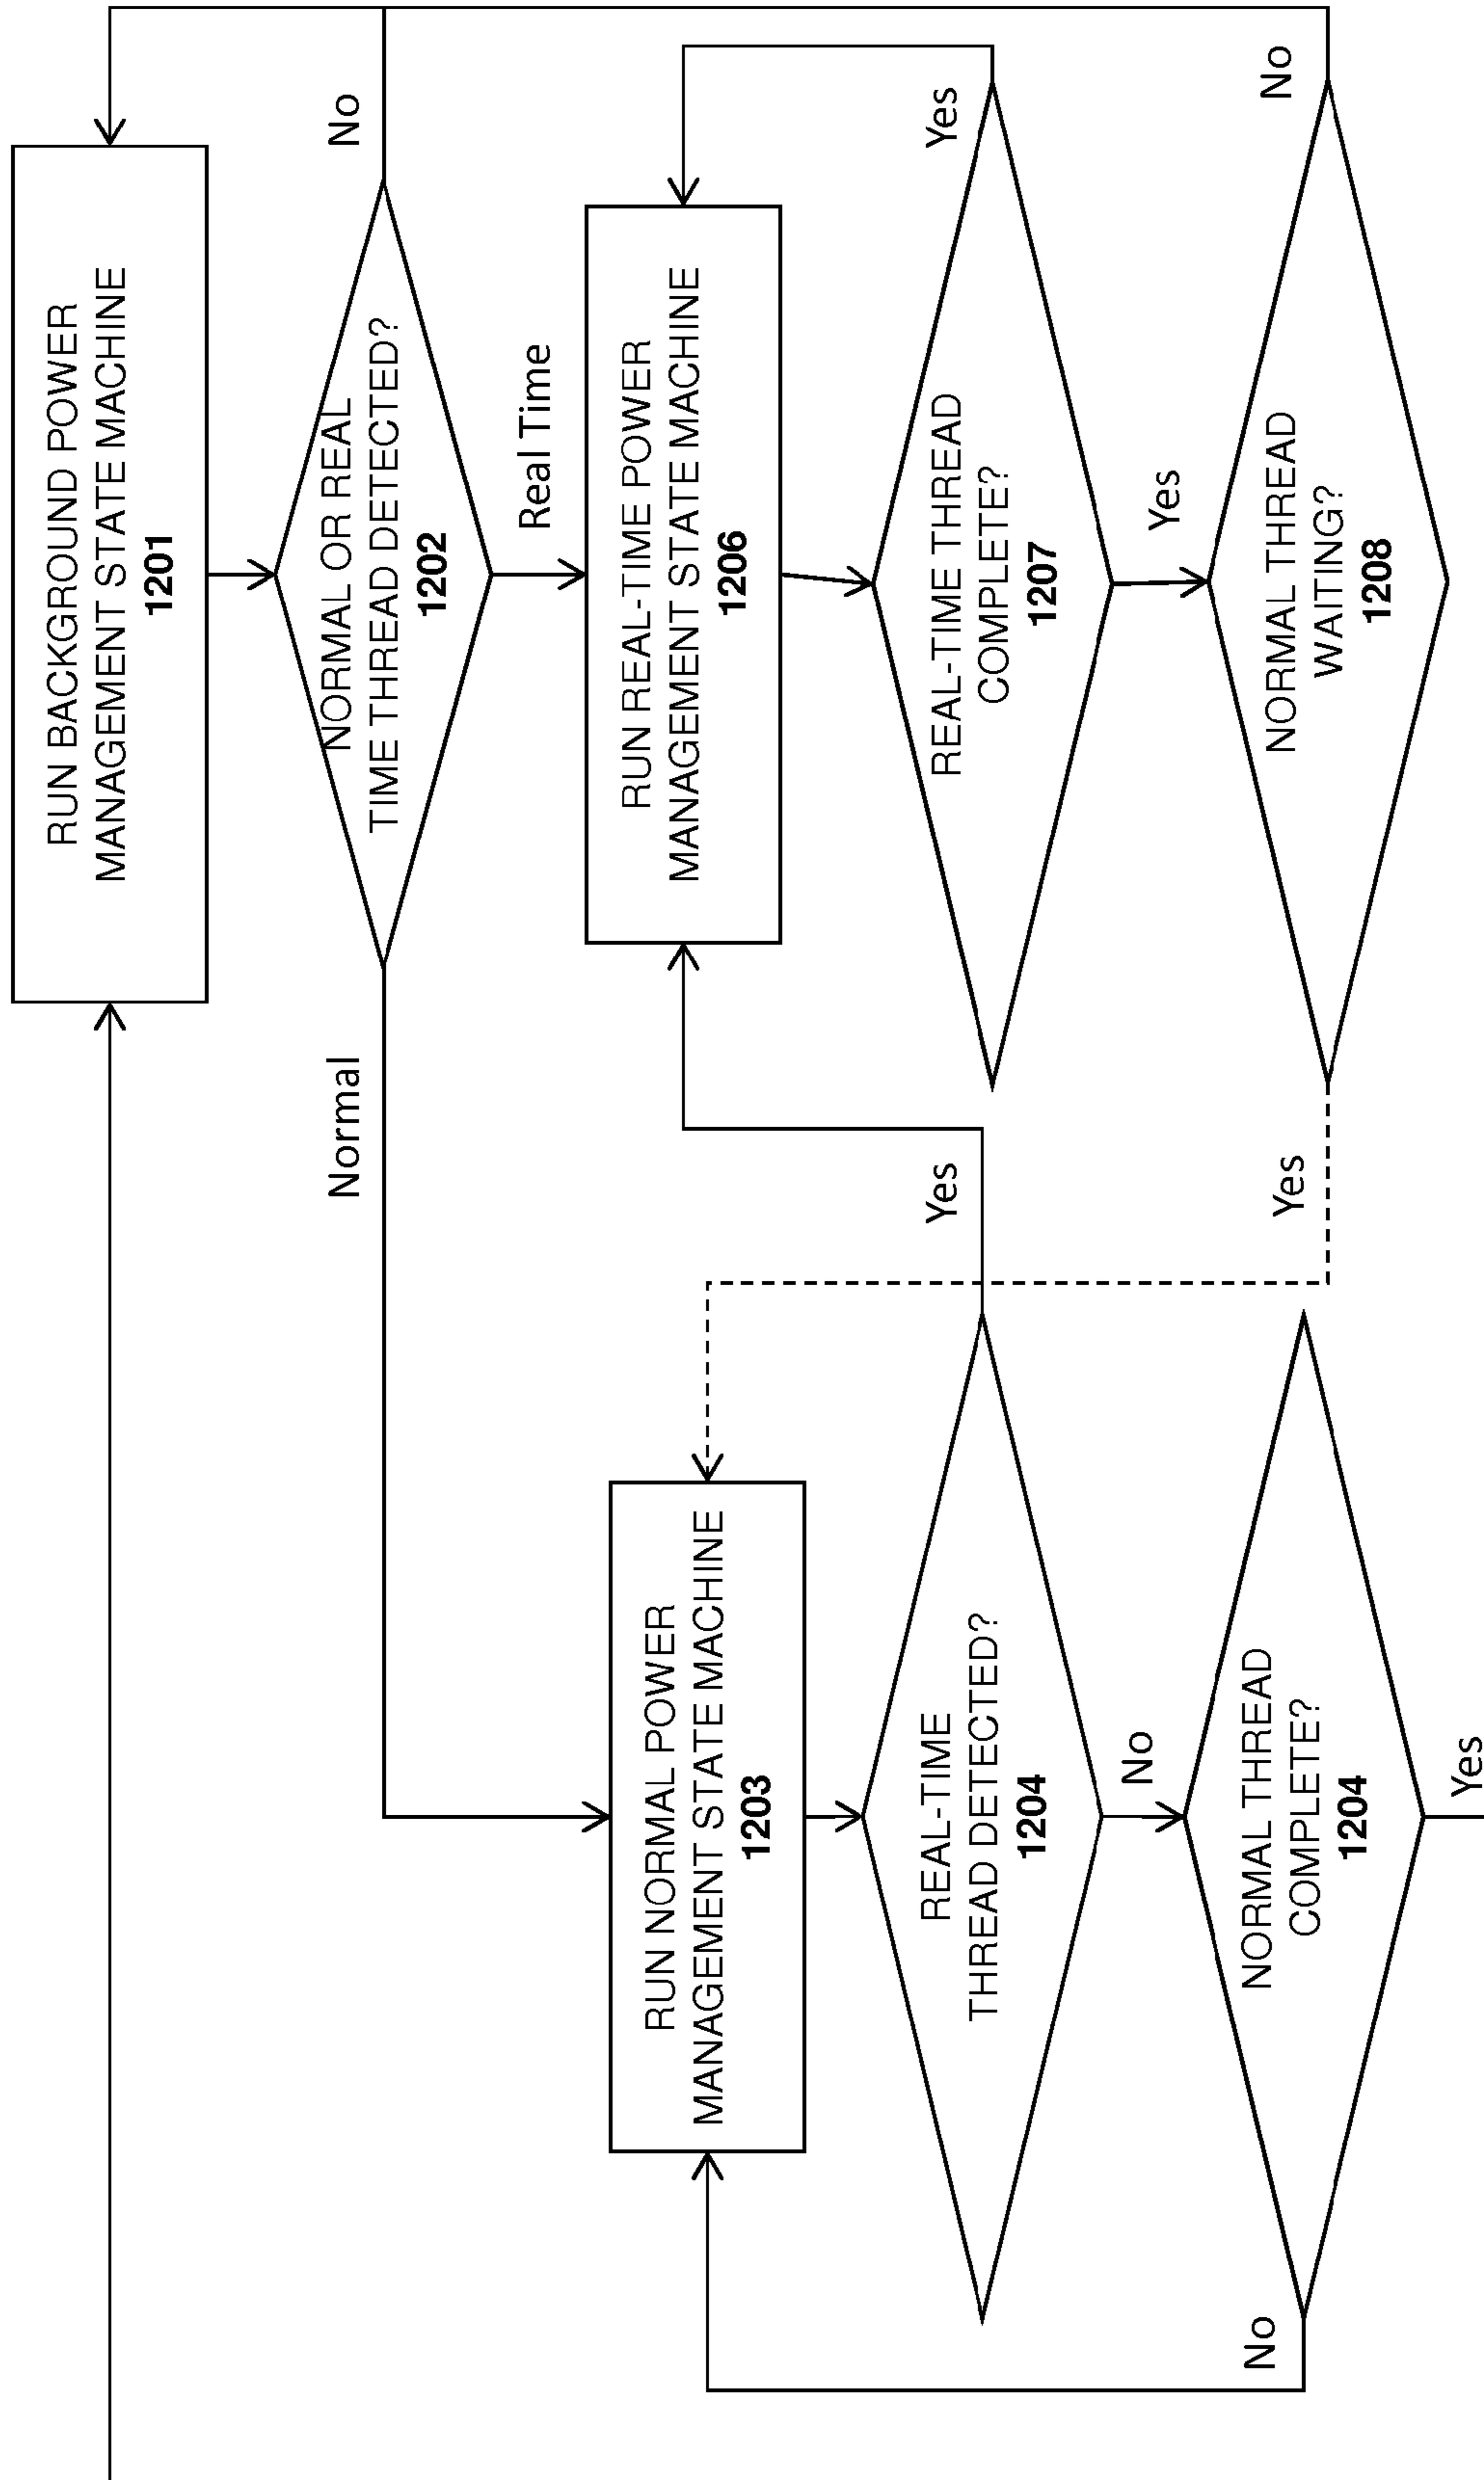 RUN BACKGROUND POWER
MANAGEMENT STATE MACHINE
1201
No
NORMAL OR REAL
TIME THREAD DETECTED?
1202
Normal
Real Time
RUN REAL-TIME POWER
MANAGEMENT STATE MACHINE
1206
RUN NORMAL POWER
MANAGEMENT STATE MACHINE
1203
Yes
REAL-TIME THREAD
COMPLETE?
1207
Yes
REAL-TIME
THREAD DETECTED?
1204
Yes
No
No
NORMAL THREAD
WAITING?
1208
Yes
NORMAL THREAD
COMPLETE?
1204
No
Yes